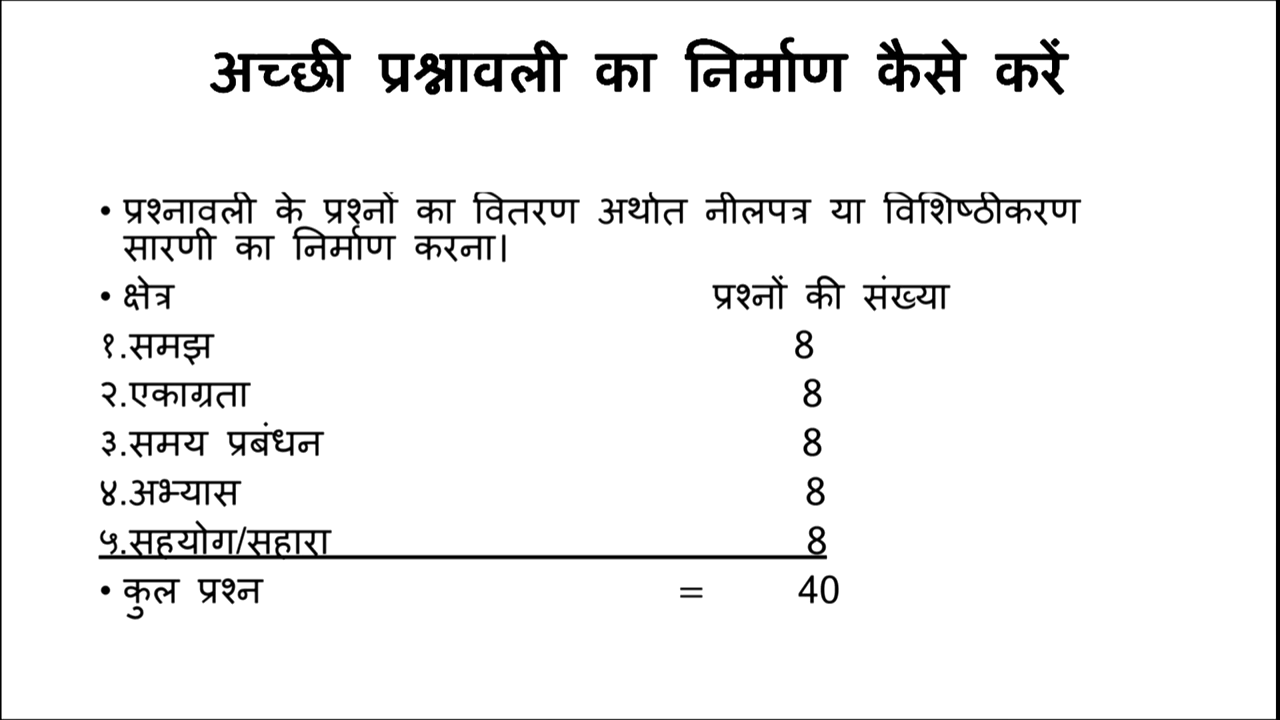 अच्छी प्रश्नावली का निर्माण कैसे करें
• प्रश्नावली के प्रश्नों का वितरण अर्थात नीलपत्र या विशिष्ठीकरण
सारणी का निर्माण करना।
• क्षेत्र प्रश्नों की संख्या
१.समझ 8
२.एकाग्रता 8
३.समय प्रबंधन 8
४.अभ्यास 8
५.सहयोग/सहारा 8
• कुल प्रश्न = 40